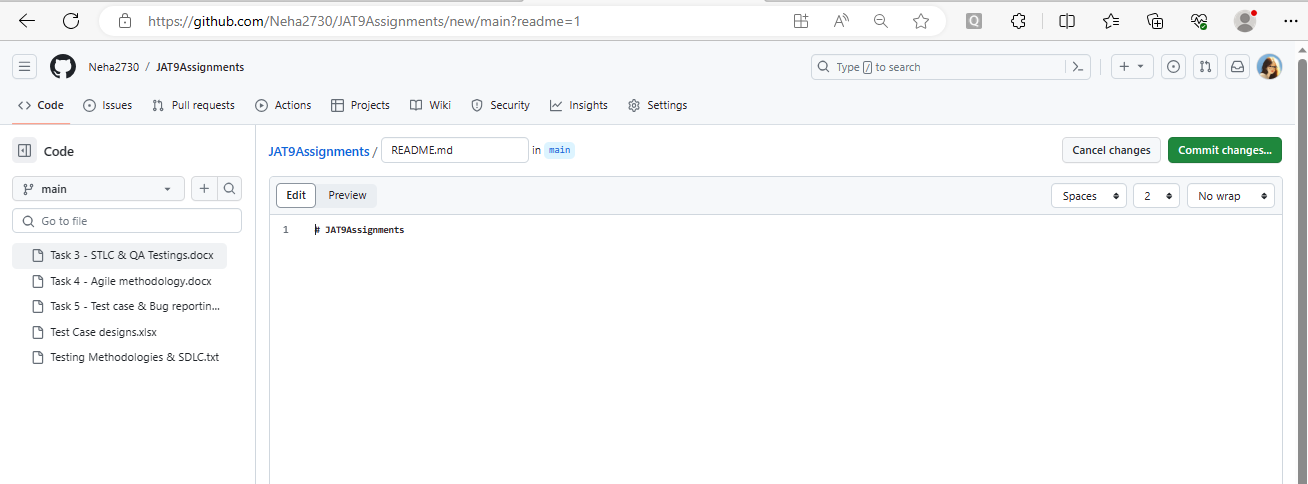 https://github.com/Neha2730/JAT9Assignments/new/main?readme=1
Neha2730 / JAT9Assignments
Type / to search
Code Issues Pull requests Actions Projects Wiki Security Insights Settings
Code
JAT9Assignments / README.md in main
Cancel changes Commit changes...
main
Edit Preview
Spaces 2 No wrap
Go to file
1 # JAT9Assignments
Task 3 - STLC & QA Testings.docx
Task 4 - Agile methodology.docx
Task 5 - Test case & Bug reportin...
Test Case designs.xlsx
Testing Methodologies & SDLC.txt